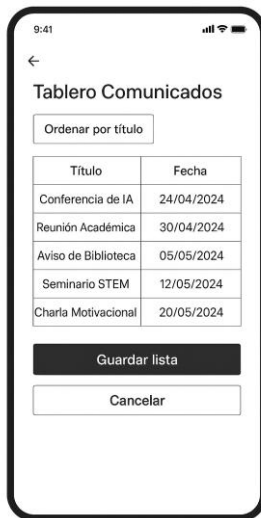 9:41
Tablero Comunicados
Ordenar por título
Título Fecha
Conferencia de IA 24/04/2024
Reunión Académica 30/04/2024
Aviso de Biblioteca 05/05/2024
Seminario STEM 12/05/2024
Charla Motivacional 20/05/2024
Guardar lista
Cancelar